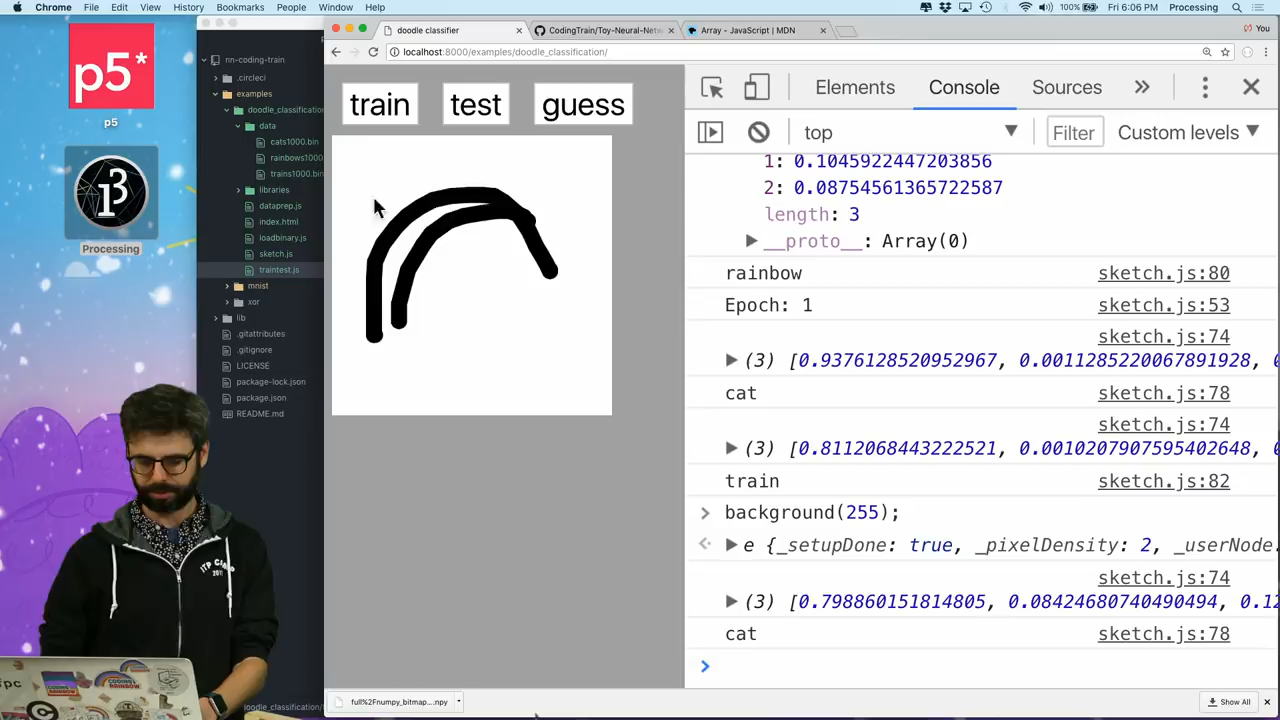 Chrome File Edit View History Bookmarks People Window Help
100% Fri 6:06 PM Processing
p5*
p5
Processing
nn-coding-train
.circleci
examples
doodle_classification
data
cats1000.bin
rainbows1000
trains1000.bin
libraries
dataprep.js
index.html
loadbinary.js
sketch.js
traintest.js
mnist
xor
lib
.gitattributes
.gitignore
LICENSE
package-lock.json
package.json
README.md
doodle classifier
CodingTrain/Toy-Neural-Netw
Array - JavaScript | MDN
You
localhost:8000/examples/doodle_classification/
train test guess
Elements Console Sources »
top Filter Custom levels
1: 0.1045922447203856
2: 0.08754561365722587
length: 3
__proto__: Array(0)
rainbow sketch.js:80
Epoch: 1 sketch.js:53
sketch.js:74
(3) [0.9376128520952967, 0.0011285220067891928,
cat sketch.js:78
sketch.js:74
(3) [0.8112068443222521, 0.0010207907595402648,
train sketch.js:82
background(255);
e {_setupDone: true, _pixelDensity: 2, _userNode
sketch.js:74
(3) [0.798860151814805, 0.08424680740490494, 0.12
cat sketch.js:78
ITP CAMP
fpc
full%2Fnumpy_bitmap....npy
Show All